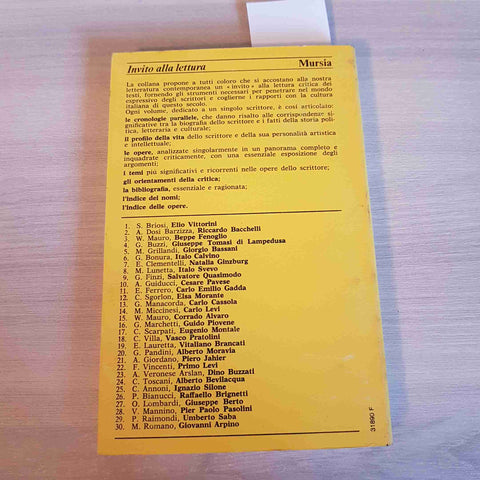 Invito alla lettura Mursia
La collana propone a tutti coloro che si accostano alla nostra
letteratura contemporanea un «invito» alla lettura critica dei
testi, fornendo gli strumenti necessari per penetrare nel mondo
espressivo degli scrittori e coglierne i rapporti con la cultura
italiana di questo secolo.
Ogni volume, dedicato a un singolo scrittore, è così articolato:
le cronologie parallele, che danno risalto alle corrispondenze si-
gnificative tra la biografia dello scrittore e i fatti della storia poli-
tica, letteraria e culturale;
il profilo della vita dello scrittore e della sua personalità artistica
e intellettuale;
le opere, analizzate singolarmente in un panorama completo e
inquadrate criticamente, con una essenziale esposizione degli
argomenti;
i temi più significativi e ricorrenti nelle opere dello scrittore;
gli orientamenti della critica;
la bibliografia, essenziale e ragionata;
l'indice dei nomi;
l'indice delle opere.
1. S. Briosi, Elio Vittorini
2. A. Dosi Barzizza, Riccardo Bacchelli
3. W. Mauro, Beppe Fenoglio
4. G. Buzzi, Giuseppe Tomasi di Lampedusa
5. M. Grillandi, Giorgio Bassani
6. G. Bonura, Italo Calvino
7. E. Clementelli, Natalia Ginzburg
8. M. Lunetta, Italo Svevo
9. G. Finzi, Salvatore Quasimodo
10. A. Guiducci, Cesare Pavese
11. E. Ferrero, Carlo Emilio Gadda
12. C. Sgorlon, Elsa Morante
13. G. Manacorda, Carlo Cassola
14. M. Miccinesi, Carlo Levi
15. W. Mauro, Corrado Alvaro
16. G. Marchetti, Guido Piovene
17. C. Scarpati, Eugenio Montale
18. C. Villa, Vasco Pratolini
19. E. Lauretta, Vitaliano Brancati
20. G. Pandini, Alberto Moravia
21. A. Giordano, Piero Jahier
22. F. Vincenti, Primo Levi
23. A. Veronese Arslan, Dino Buzzati
24. C. Toscani, Alberto Bevilacqua
25. C. Annoni, Ignazio Silone
26. P. Bianucci, Raffaello Brignetti
27. O. Lombardi, Giuseppe Berto
28. V. Mannino, Pier Paolo Pasolini
29. P. Raimondi, Umberto Saba
30. M. Romano, Giovanni Arpino
31890 F